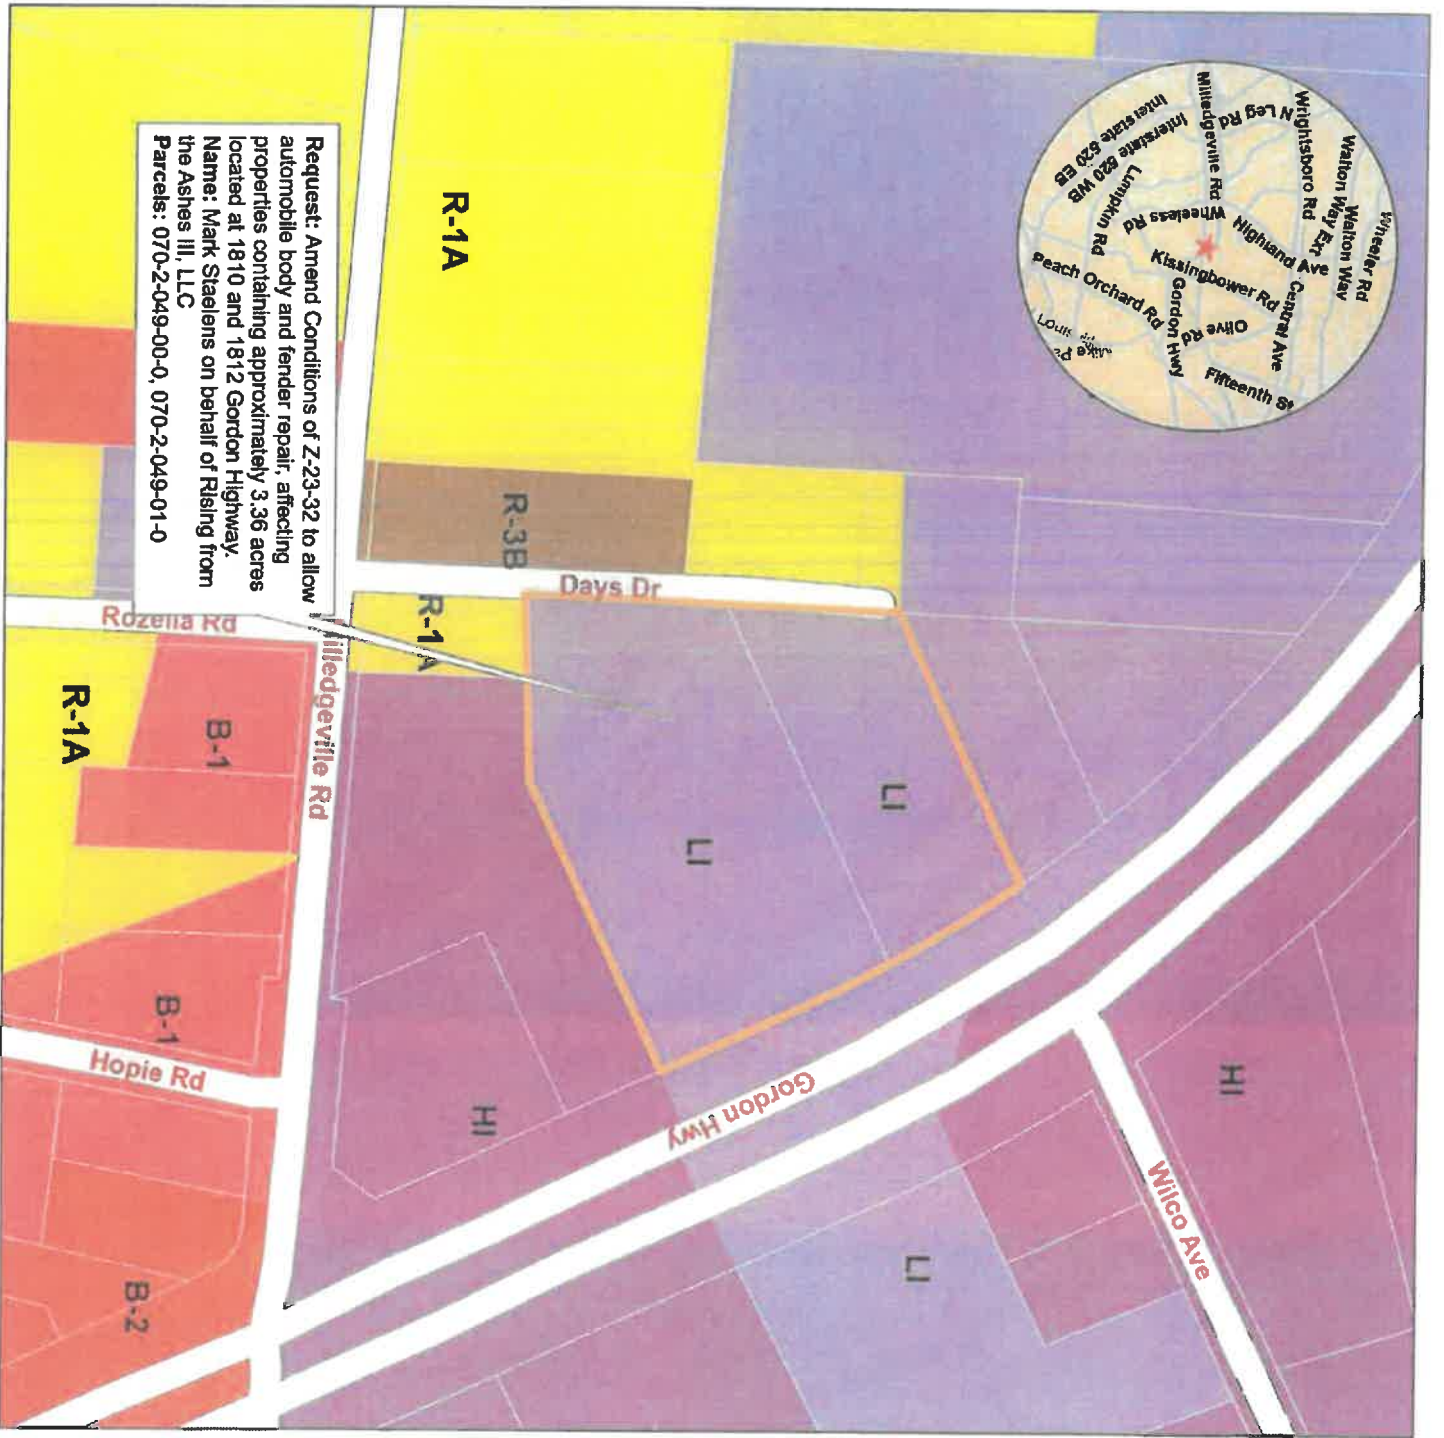 Wheeler Rd
Walton Way
Walton Way Ext
Wrightsboro Rd
N Leg Rd
Milledgeville Rd
Interstate 520 WB
Interstate 520 EB
Lumpkin Rd
Wheeless Rd
Highland Ave
Central Ave
Kissingbower Rd
Olive Rd
Gordon Hwy
Peach Orchard Rd
Fifteenth St
HI
Wilco Ave
LI
LI
LI
Gordon Hwy
Days Dr
R-3B
R-1A
R-1A
HI
Request: Amend Conditions of Z-23-32 to allow
automobile body and fender repair, affecting
properties containing approximately 3.36 acres
located at 1810 and 1812 Gordon Highway.
Name: Mark Staelens on behalf of Rising from
the Ashes III, LLC
Parcels: 070-2-049-00-0, 070-2-049-01-0
illedgeville Rd
Rozella Rd
B-1
R-1A
B-1
Hopie Rd
B-2